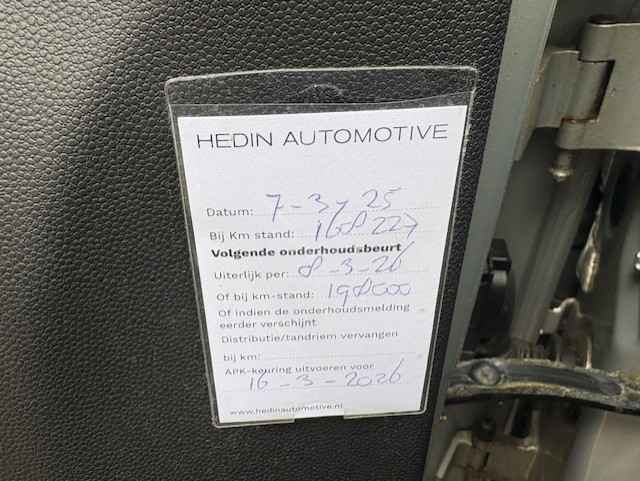 HEDIN AUTOMOTIVE
Datum: 7-3-25
Bij Km stand: 168227
Volgende onderhoudsbeurt
Uiterlijk per: 8-3-26
Of bij km-stand: 198000
Of indien de onderhoudsmelding
eerder verschijnt
Distributie/tandriem vervangen
bij km:
APK-keuring uitvoeren voor
16-3-2026
www.hedinautomotive.nl